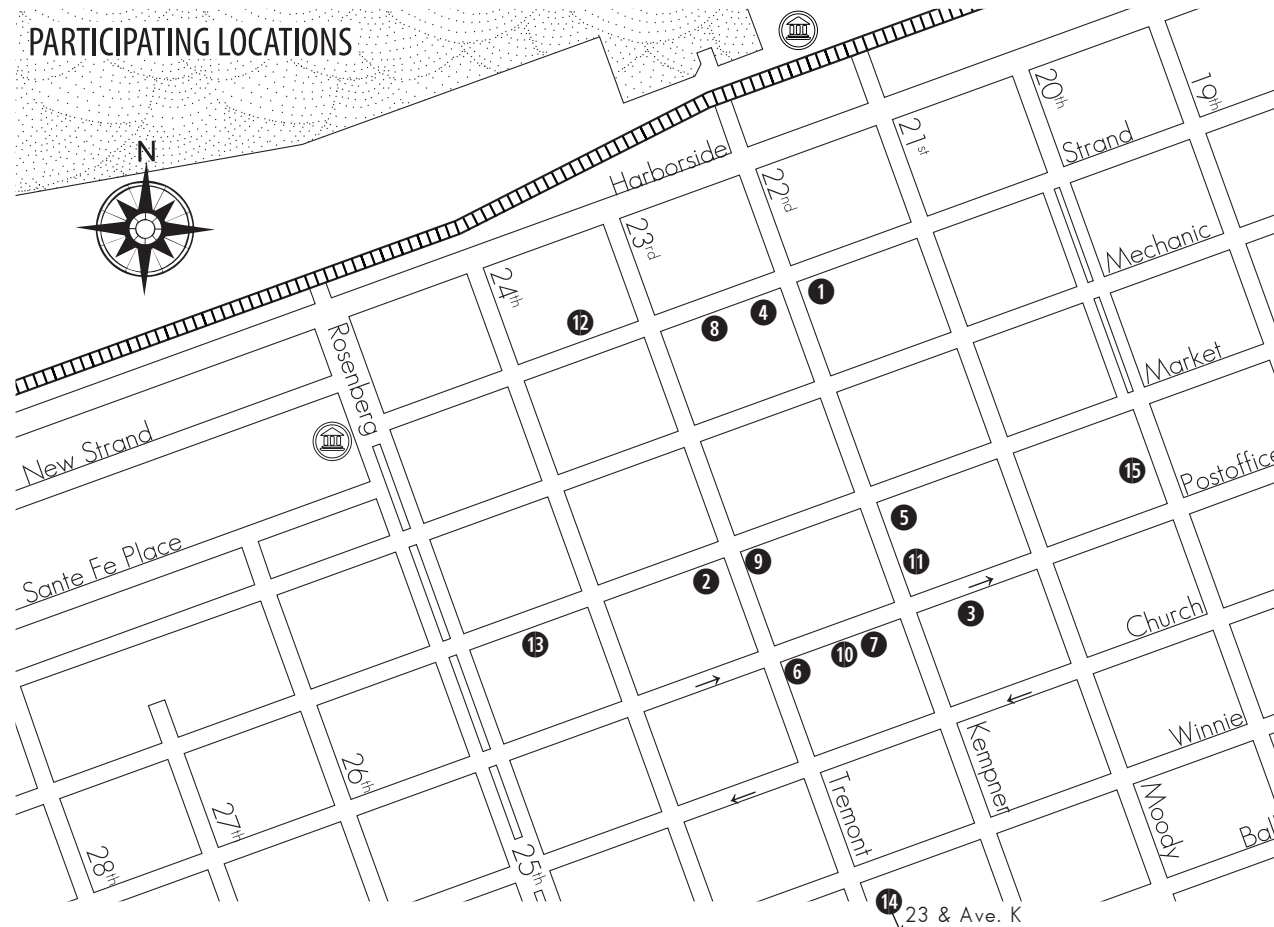 PARTICIPATING LOCATIONS
N
20th
19th
21st
Strand
Harborside
22nd
23rd
Mechanic
24th
1
4
12
8
Rosenberg
Market
New Strand
15
Postoffice
5
Sante Fe Place
9
11
2
3
Church
13
7
10
6
Winnie
Kempner
26th
Tremont
Moody
27th
Bal
25th
28th
14
23 & Ave. K